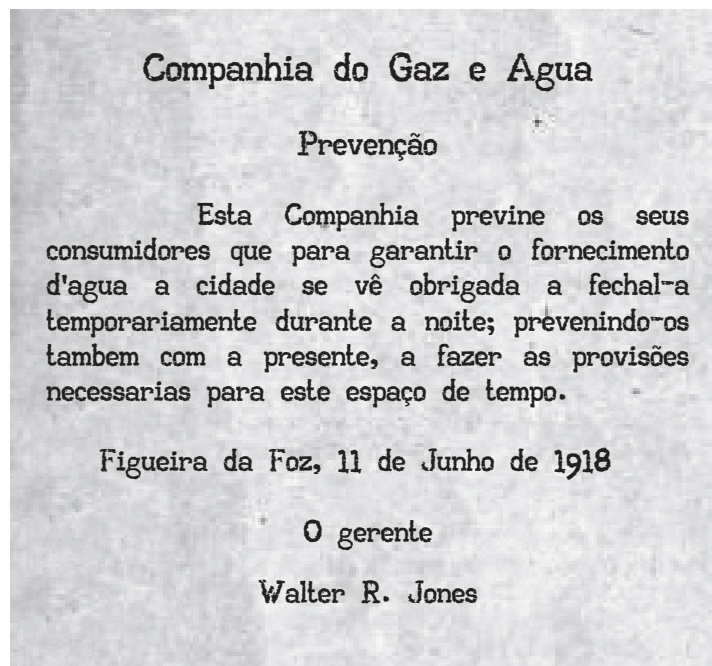 Companhia do Gaz e Agua
Prevenção
Esta Companhia previne os seus
consumidores que para garantir o fornecimento
d'agua a cidade se vê obrigada a fechal-a
temporariamente durante a noite; prevenindo-os
tambem com a presente, a fazer as provisões
necessarias para este espaço de tempo.
Figueira da Foz, 11 de Junho de 1918
O gerente
Walter R. Jones